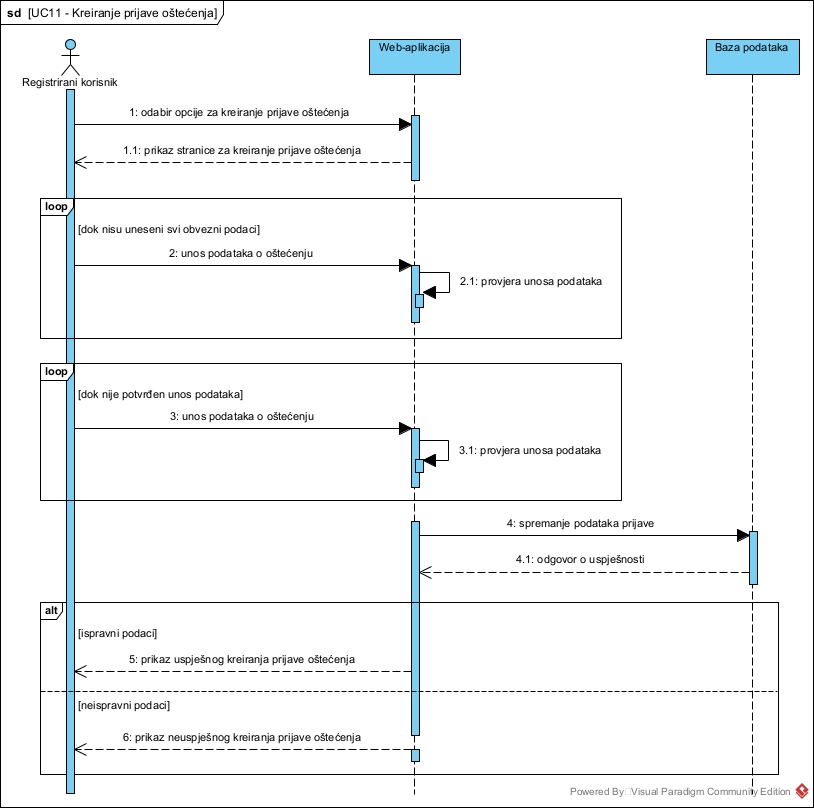 sd [UC11 - Kreiranje prijave oštećenja]
Registrirani korisnik
Web-aplikacija
Baza podataka
1: odabir opcije za kreiranje prijave oštećenja
1.1: prikaz stranice za kreiranje prijave oštećenja
loop
[dok nisu uneseni svi obvezni podaci]
2: unos podataka o oštećenju
2.1: provjera unosa podataka
loop
[dok nije potvrđen unos podataka]
3: unos podataka o oštećenju
3.1: provjera unosa podataka
4: spremanje podataka prijave
4.1: odgovor o uspješnosti
alt
[ispravni podaci]
5: prikaz uspješnog kreiranja prijave oštećenja
[neispravni podaci]
6: prikaz neuspješnog kreiranja prijave oštećenja
Powered By Visual Paradigm Community Edition